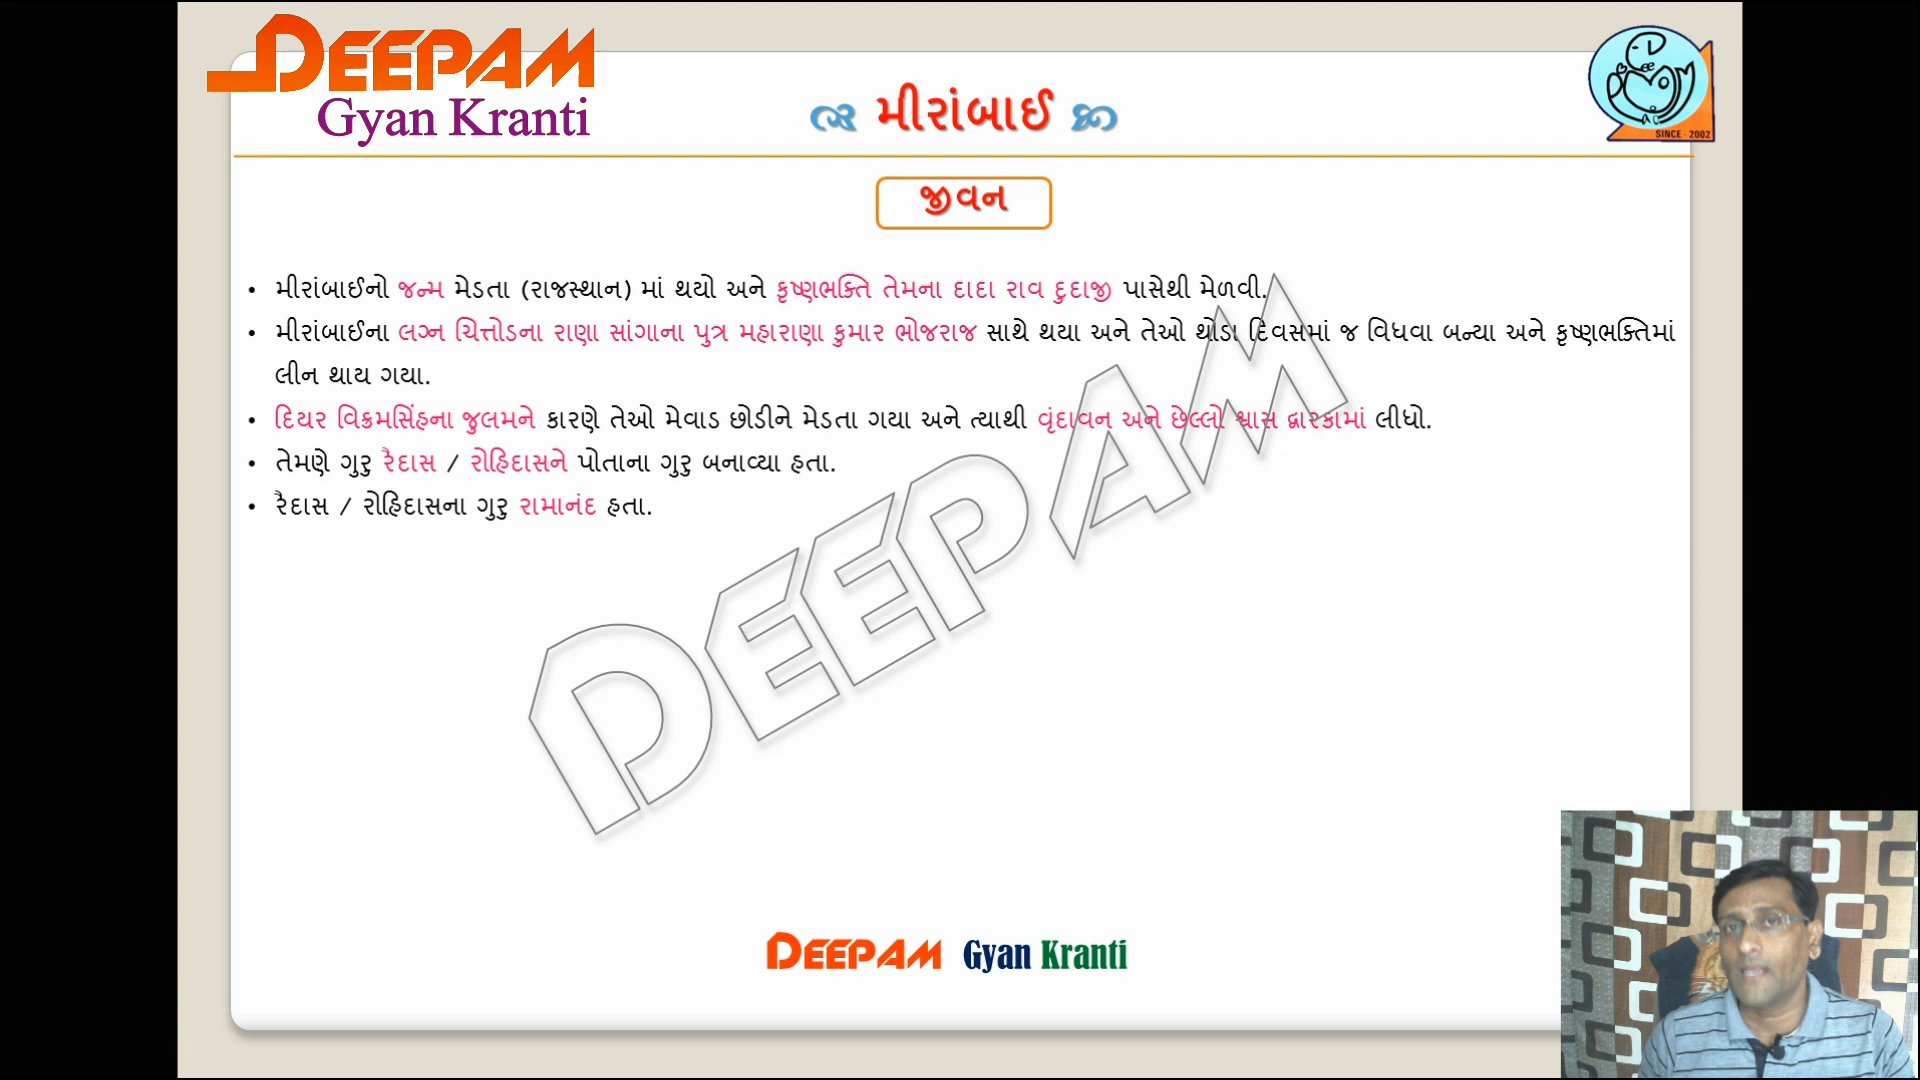 DEEPAM
Gyan Kranti
મીરાંબાઈ
SINCE - 2002
જીવન
• મીરાંબાઈનો જન્મ મેડતા (રાજસ્થાન) માં થયો અને કૃષ્ણભક્તિ તેમના દાદા રાવ દુદાજી પાસેથી મેળવી.
• મીરાંબાઈના લગ્ન ચિત્તોડના રાણા સાંગાના પુત્ર મહારાણા કુમાર ભોજરાજ સાથે થયા અને તેઓ થોડા દિવસમાં જ વિધવા બન્યા અને કૃષ્ણભક્તિમાં
લીન થાય ગયા.
• દિયર વિક્રમસિંહના જુલમને કારણે તેઓ મેવાડ છોડીને મેડતા ગયા અને ત્યાથી વૃંદાવન અને છેલ્લો શ્વાસ દ્વારકામાં લીધો.
• તેમણે ગુરુ રૈદાસ / રોહિદાસને પોતાના ગુરુ બનાવ્યા હતા.
• રૈદાસ / રોહિદાસના ગુરુ રામાનંદ હતા.
DEEPAM
DEEPAM Gyan Kranti